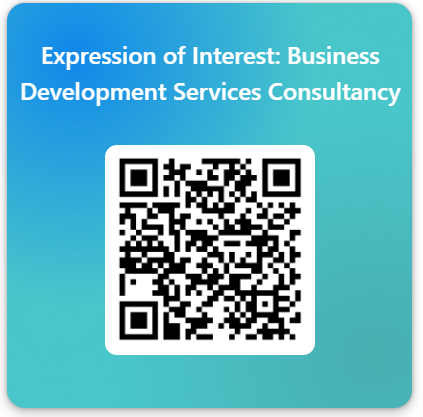 Expression of Interest: Business
Development Services Consultancy